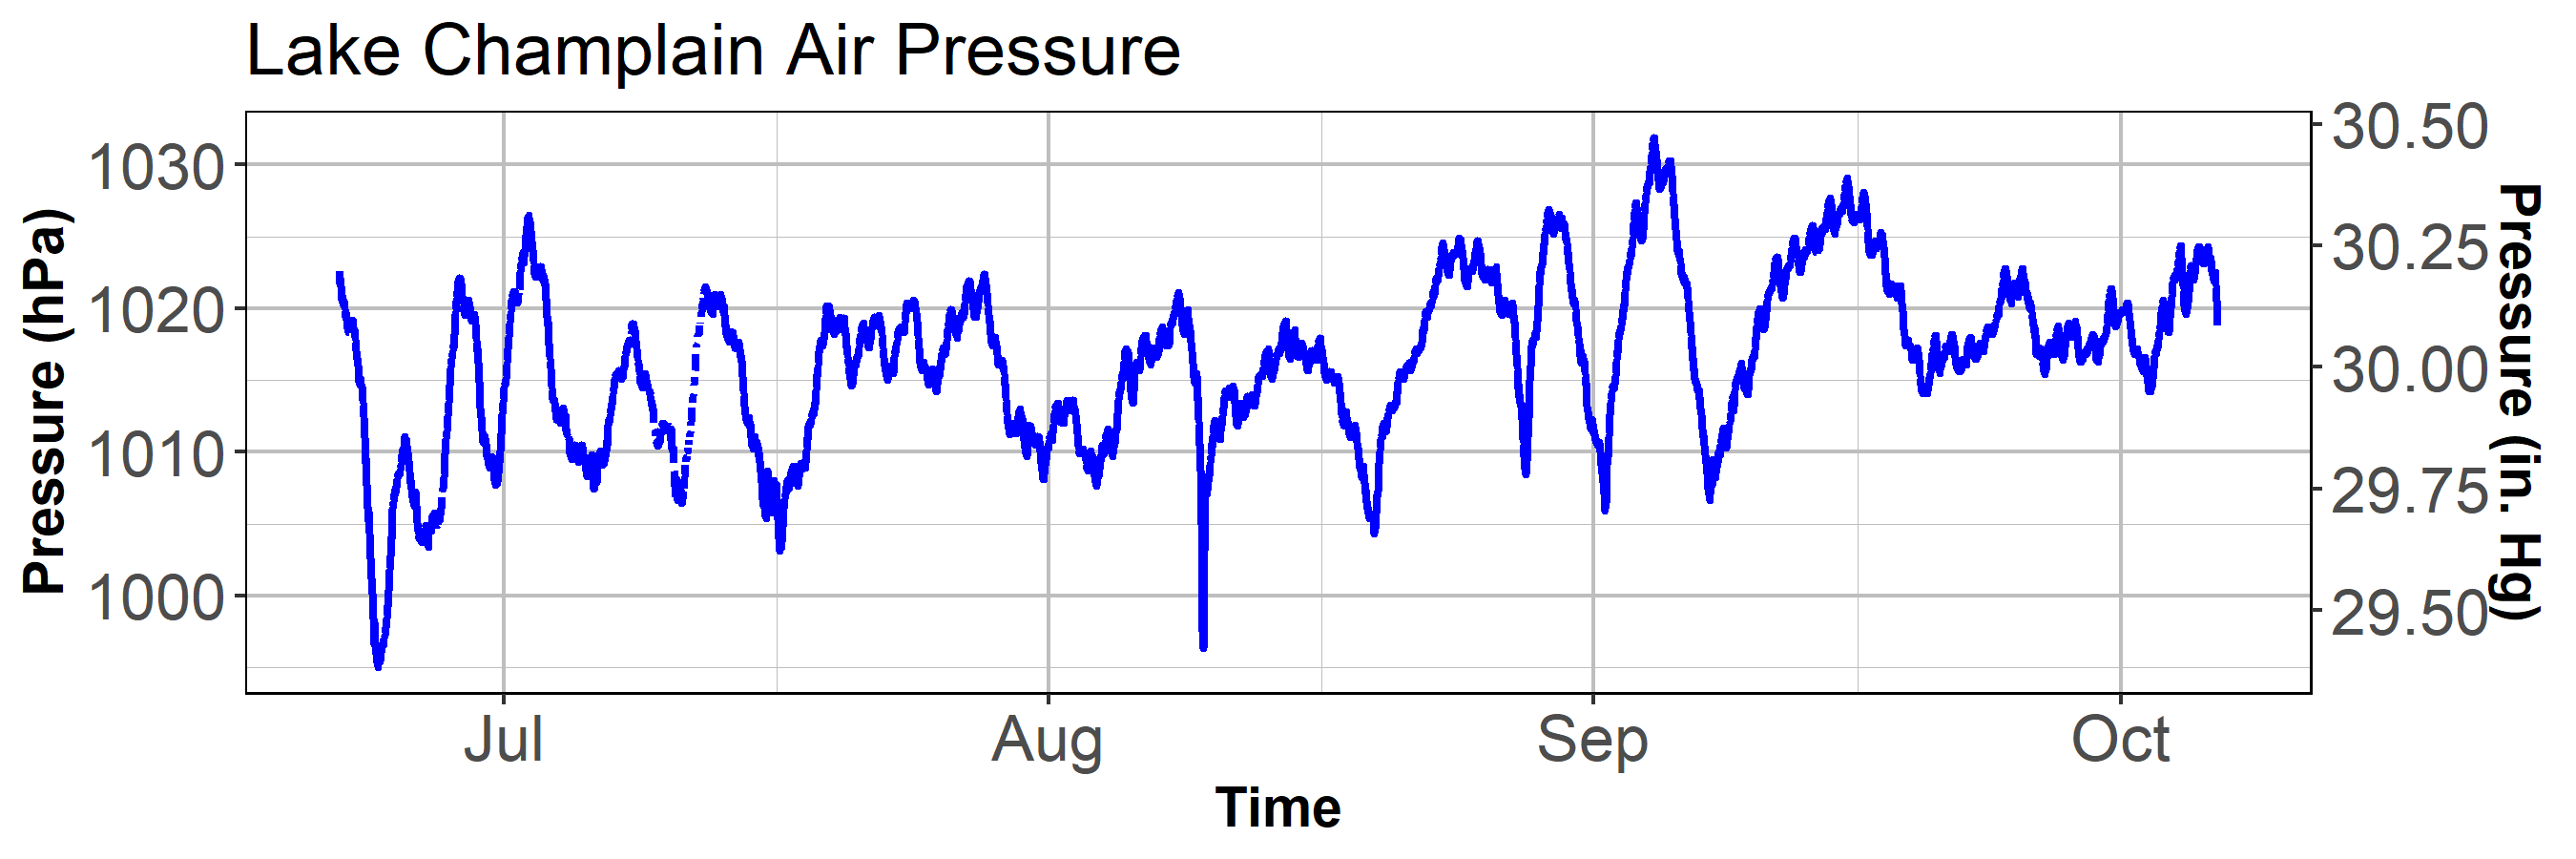 Lake Champlain Air Pressure
Pressure (hPa)
1030
1020
1010
1000
30.50
30.25
30.00
29.75
29.50
Pressure (in. Hg)
Jul Aug Sep Oct
Time